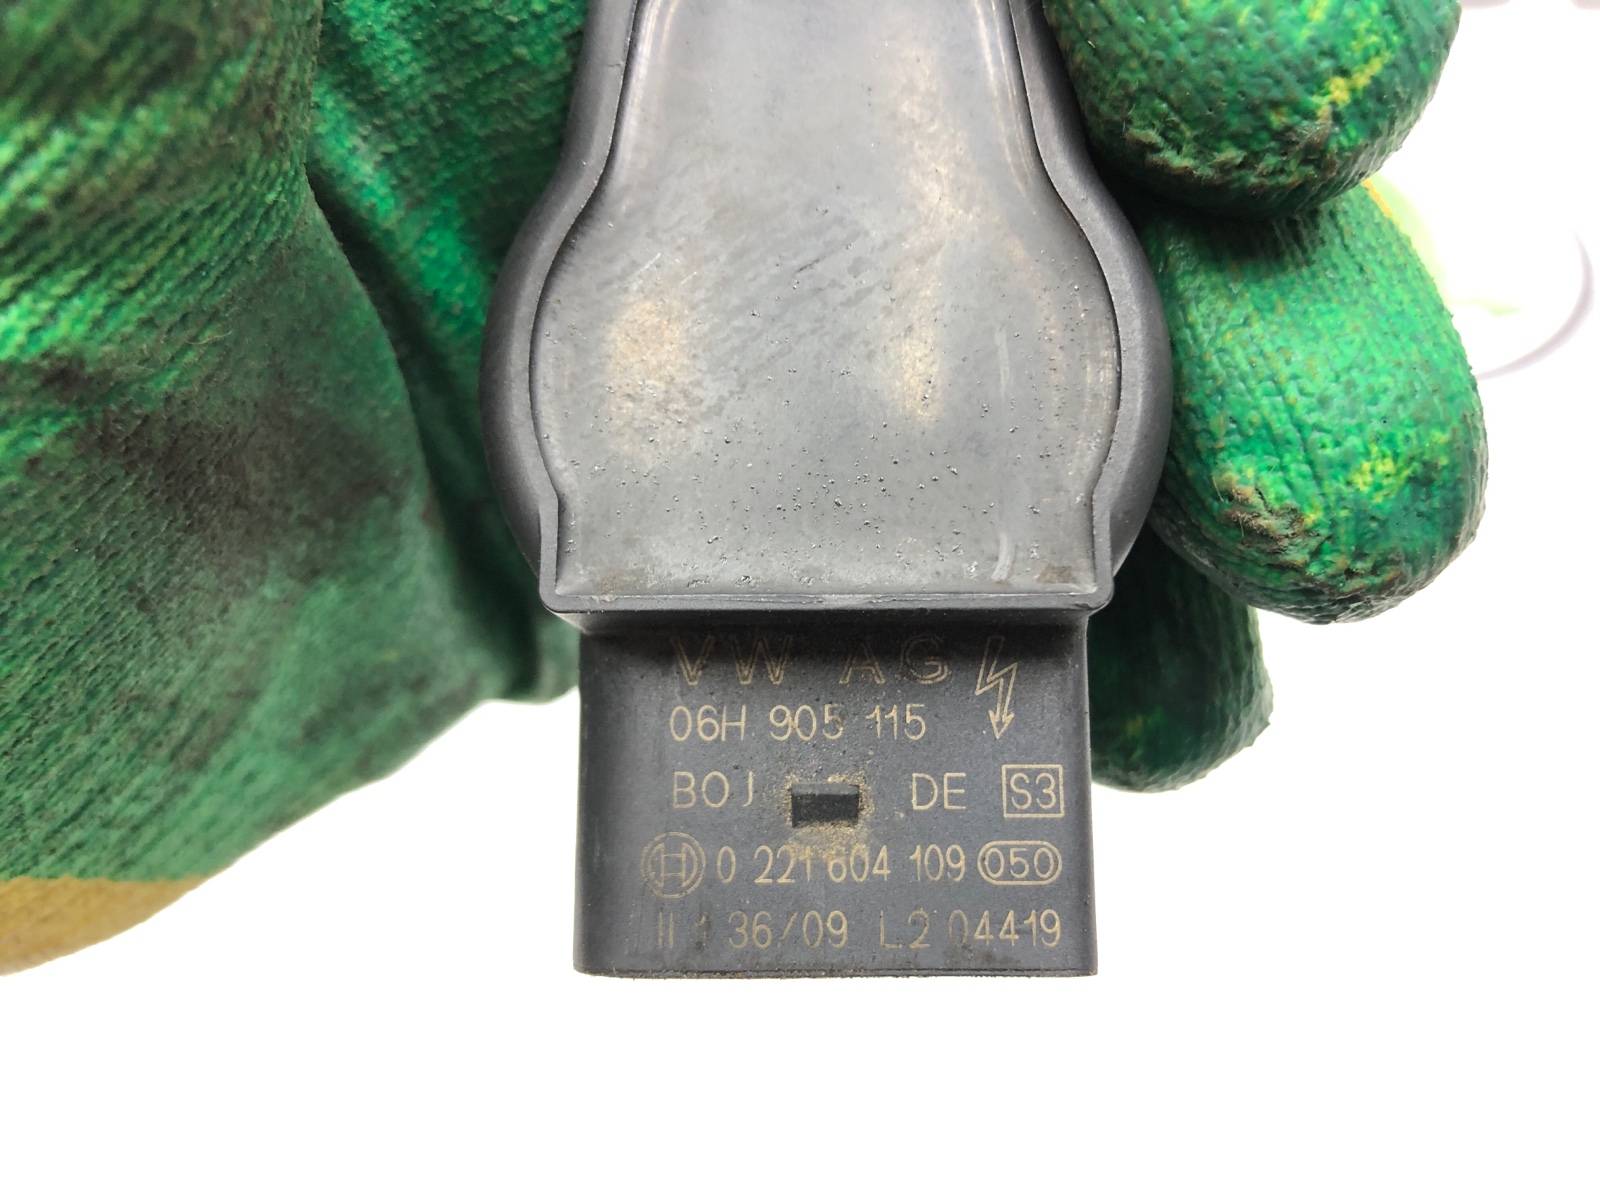 VW AG
06H 905 115
BOJ DE S3
0 221 604 109 050
II 1 36/09 L2 04419